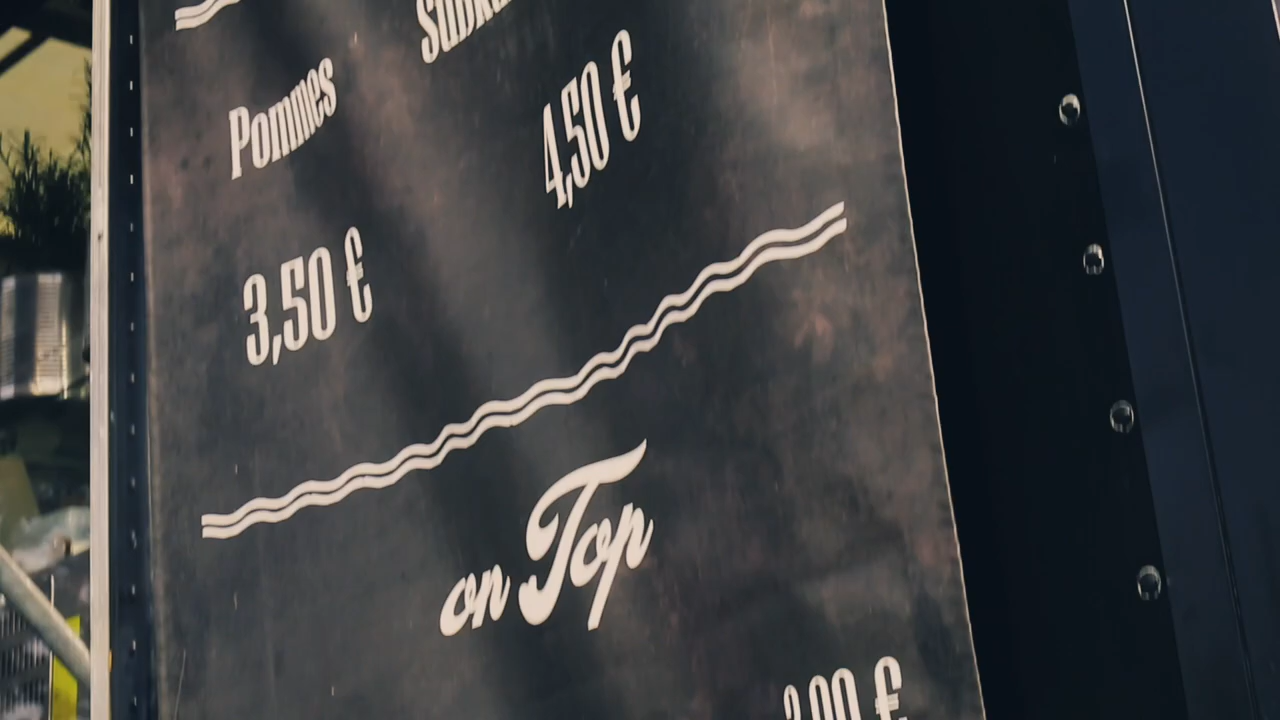 Pommes
3,50 €
4,50 €
on Top